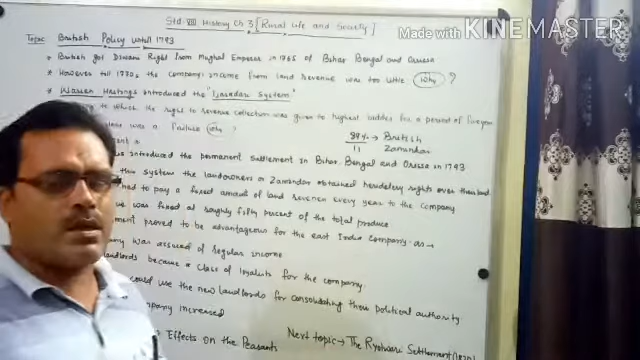 Std-VIII History Ch 3 [Rural life and Society]
Made with KINEMASTER
Topic British Policy until 1793
British got Diwani Right from Mughal Emperor in 1765 of Bihar Bengal and Orissa
However till 1770s the company's income from land revenue was too little Why ?
Warren Hastings introduced the "Izaradari System"
to which the right to revenue collection was given to highest bidder for a period of five year
was a failure Why ?
89% → British
11 Zamindar
introduced the permanent Settlement in Bihar, Bengal and Orissa in 1793
this system the landowners or Zamindar obtained hereditary rights over their land
had to pay a fixed amount of land revenue every year to the company
was fixed at roughly fifty percent of the total produce
proved to be advantageous for the east India Company as →
was assured of regular income
became a class of loyalists for the company.
could use the new landlords for consolidating their political authority
company increased
Effects on the Peasants
Next topic → The Ryotwari Settlement (1820)